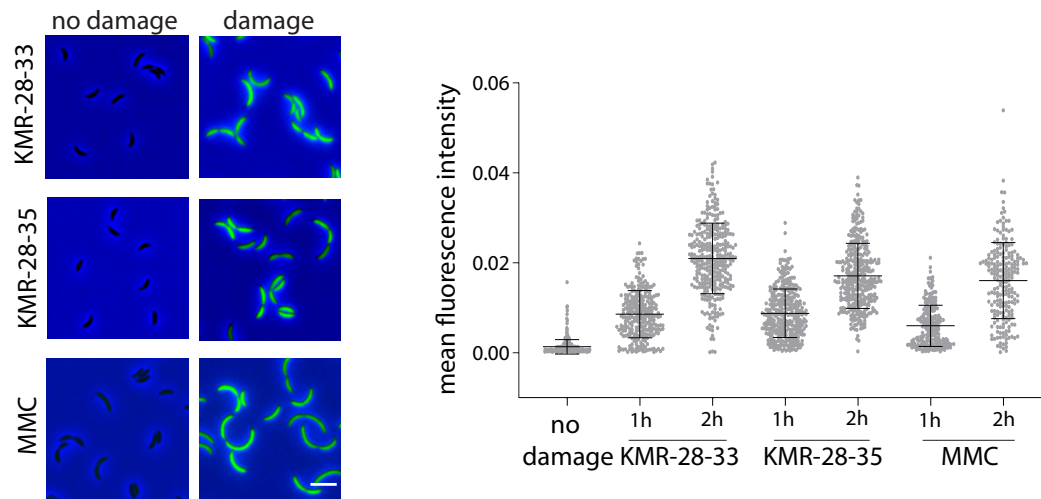 no damage
damage
KMR-28-33
KMR-28-35
MMC
mean fluorescence intensity
0.06
0.04
0.02
0.00
no
damage
1h
2h
KMR-28-33
1h
2h
KMR-28-35
1h
2h
MMC